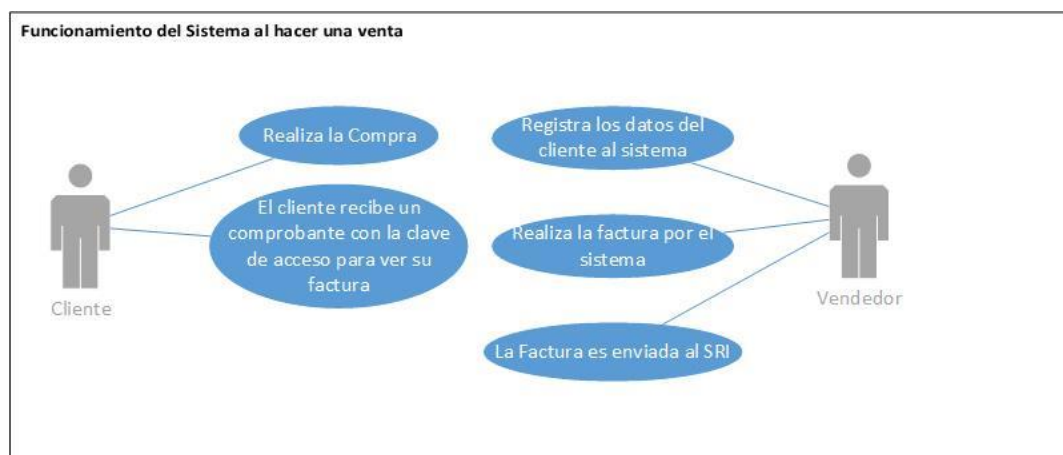 Funcionamiento del Sistema al hacer una venta
Realiza la Compra
El cliente recibe un
comprobante con la clave
de acceso para ver su
factura
Cliente
Registra los datos del
cliente al sistema
Realiza la factura por el
sistema
La Factura es enviada al SRI
Vendedor